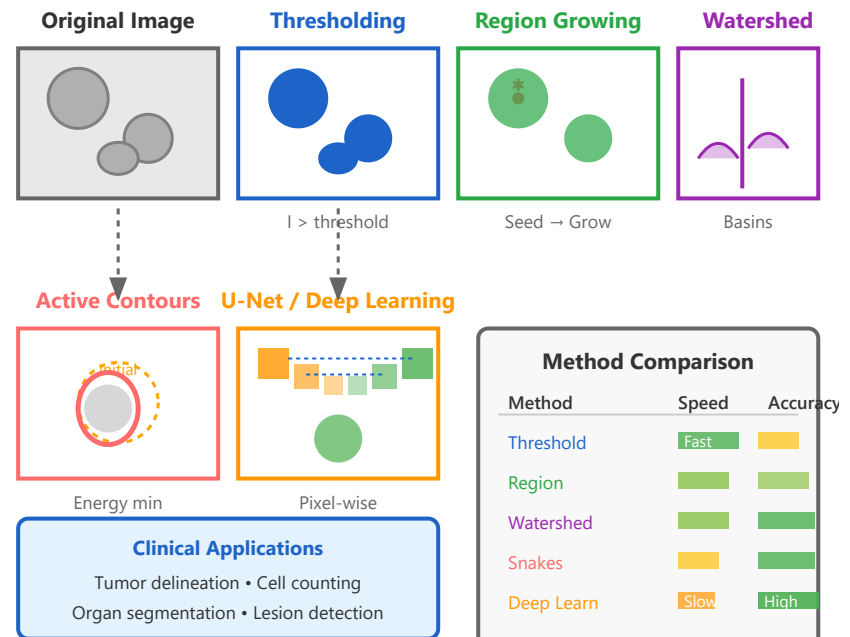 Original Image
Thresholding
Region Growing
Watershed
*
I > threshold
Seed → Grow
Basins
Active Contours
U-Net / Deep Learning
Initial
Energy min
Pixel-wise
Clinical Applications
Tumor delineation • Cell counting
Organ segmentation • Lesion detection
Method Comparison
Method Speed Accuracy
Threshold Fast
Region
Watershed
Snakes
Deep Learn Slow High